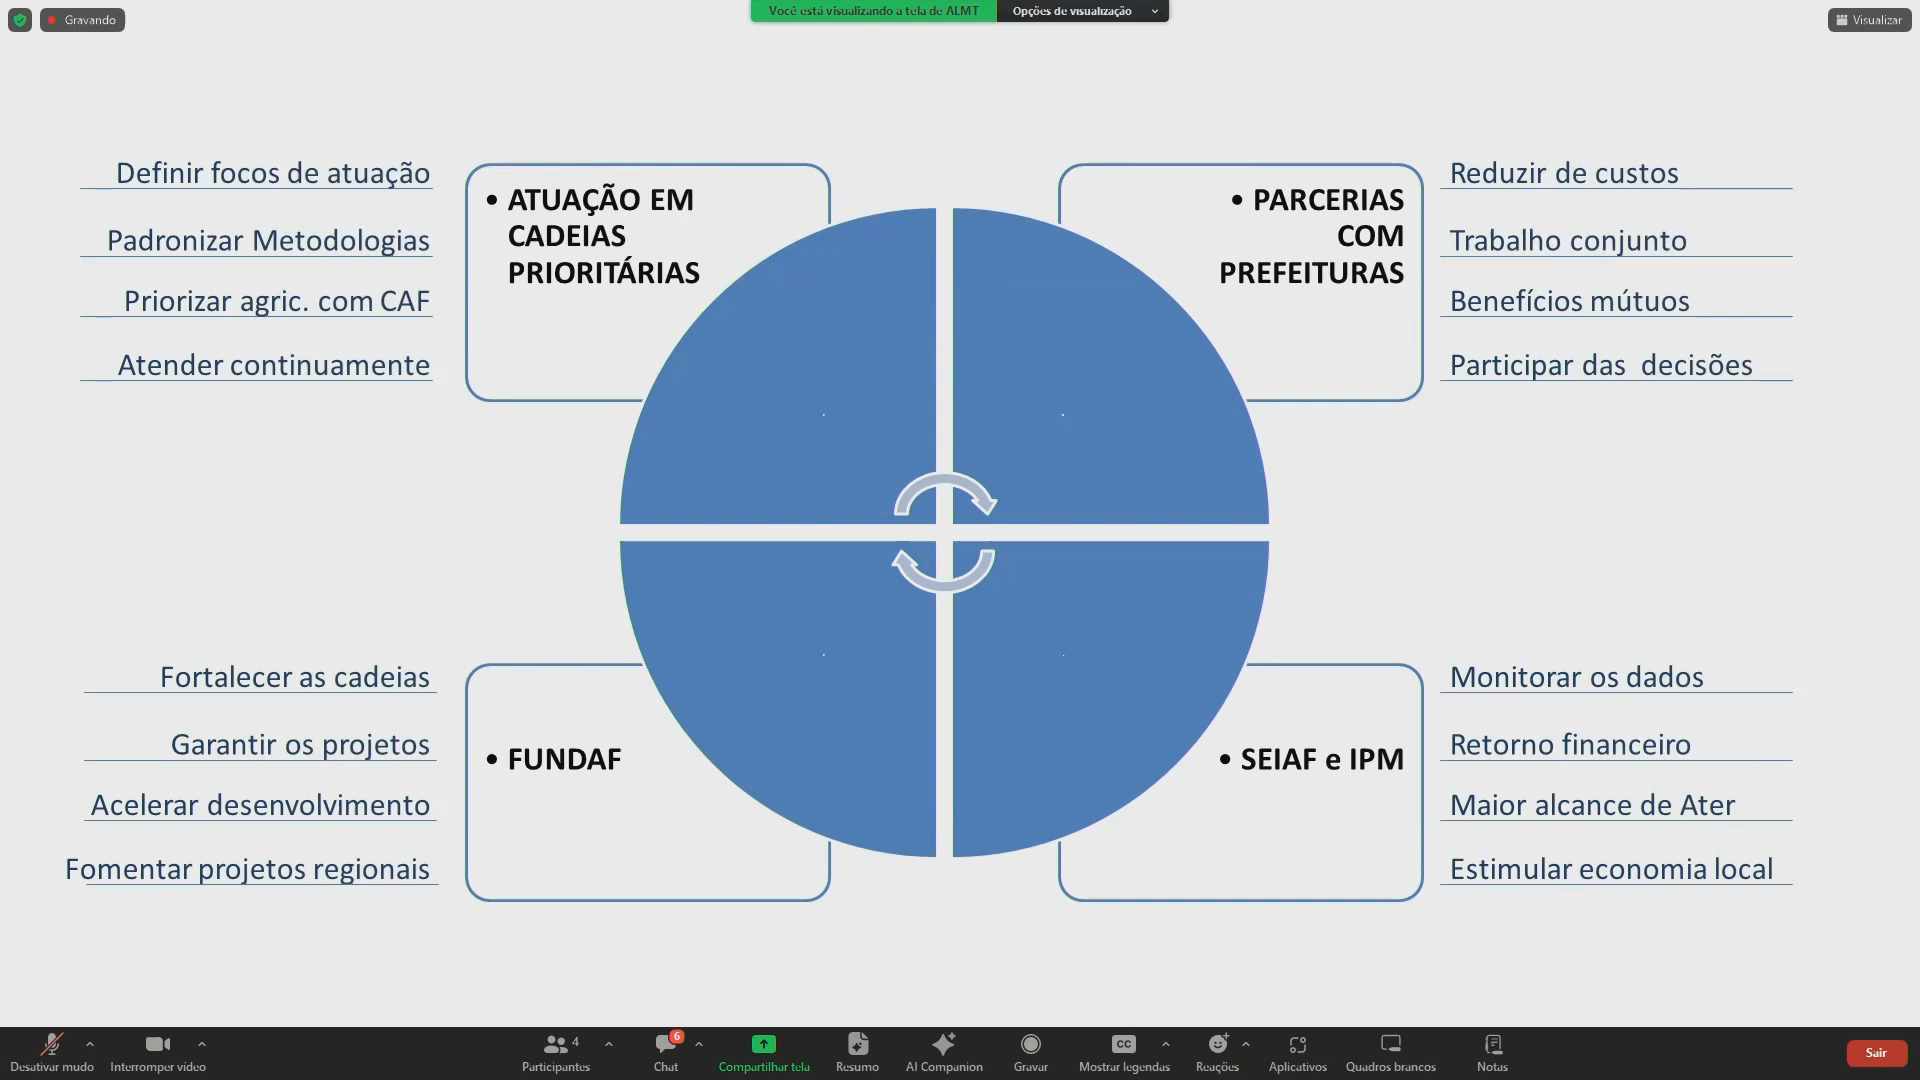 Gravando
Você está visualizando a tela de ALMT
Opções de visualização
Visualizar
Definir focos de atuação
Padronizar Metodologias
Priorizar agric. com CAF
Atender continuamente
• ATUAÇÃO EM
CADEIAS
PRIORITÁRIAS
• PARCERIAS
COM
PREFEITURAS
Reduzir de custos
Trabalho conjunto
Benefícios mútuos
Participar das decisões
Fortalecer as cadeias
Garantir os projetos
Acelerar desenvolvimento
Fomentar projetos regionais
• FUNDAF
• SEIAF e IPM
Monitorar os dados
Retorno financeiro
Maior alcance de Ater
Estimular economia local
Desativar mudo
Interromper vídeo
4
Participantes
6
Chat
Compartilhar tela
Resumo
AI Companion
Gravar
CC
Mostrar legendas
Reações
Aplicativos
Quadros brancos
Notas
Sair